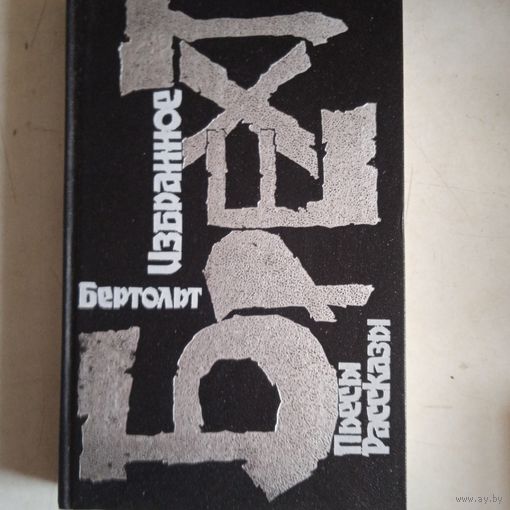 Бертольт
БРЕХТ
Избранное
Пьесы
Рассказы
www.ay.by